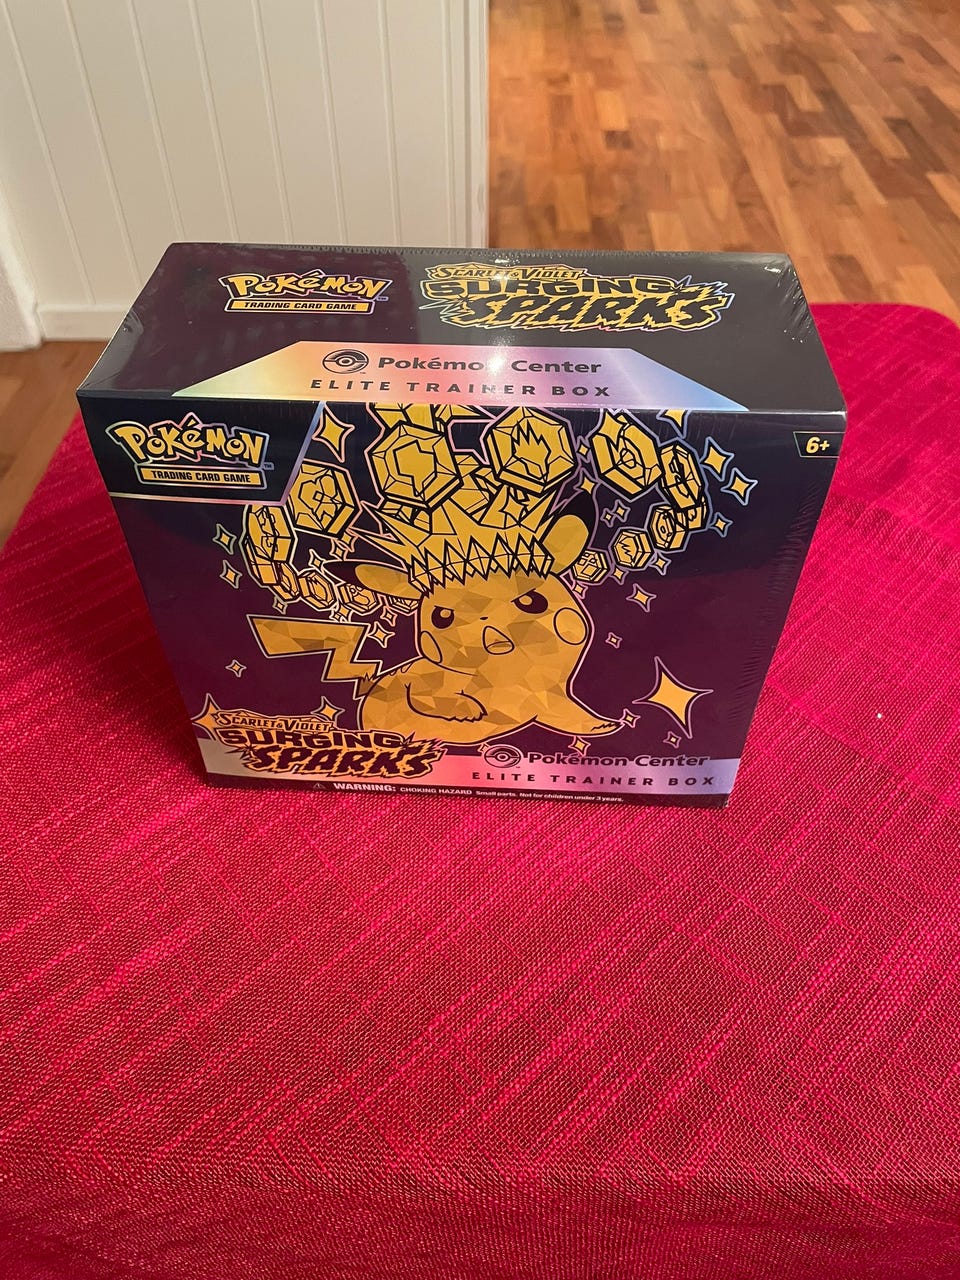 Pokémon
TRADING CARD GAME
SCARLET & VIOLET
SURGING
SPARKS
Pokémon Center
ELITE TRAINER BOX
Pokémon
TRADING CARD GAME
6+
SCARLET & VIOLET
SURGING
SPARKS
Pokémon Center
ELITE TRAINER BOX
WARNING: CHOKING HAZARD Small parts. Not for children under 3 years.